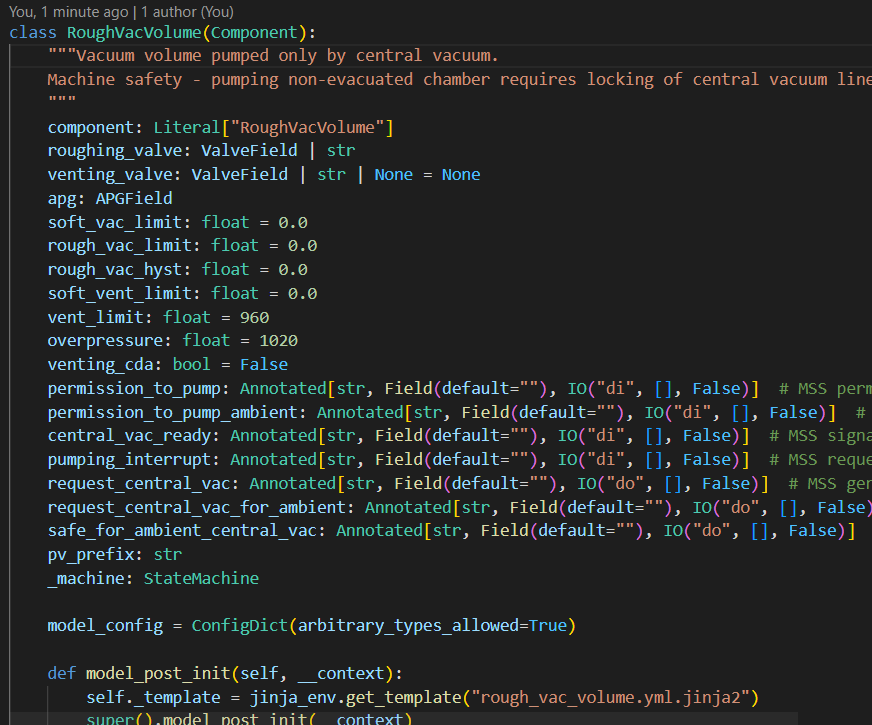 You, 1 minute ago | 1 author (You)
class RoughVacVolume(Component):
"""Vacuum volume pumped only by central vacuum.
Machine safety - pumping non-evacuated chamber requires locking of central vacuum line
"""
component: Literal["RoughVacVolume"]
roughing_valve: ValveField | str
venting_valve: ValveField | str | None = None
apg: APGField
soft_vac_limit: float = 0.0
rough_vac_limit: float = 0.0
rough_vac_hyst: float = 0.0
soft_vent_limit: float = 0.0
vent_limit: float = 960
overpressure: float = 1020
venting_cda: bool = False
permission_to_pump: Annotated[str, Field(default=""), IO("di", [], False)]  # MSS perm
permission_to_pump_ambient: Annotated[str, Field(default=""), IO("di", [], False)]  #
central_vac_ready: Annotated[str, Field(default=""), IO("di", [], False)]  # MSS signa
pumping_interrupt: Annotated[str, Field(default=""), IO("di", [], False)]  # MSS reque
request_central_vac: Annotated[str, Field(default=""), IO("do", [], False)]  # MSS ger
request_central_vac_for_ambient: Annotated[str, Field(default=""), IO("do", [], False)
safe_for_ambient_central_vac: Annotated[str, Field(default=""), IO("do", [], False)]
pv_prefix: str
_machine: StateMachine
model_config = ConfigDict(arbitrary_types_allowed=True)
def model_post_init(self, __context):
self._template = jinja_env.get_template("rough_vac_volume.yml.jinja2")
super().model_post_init(__context)